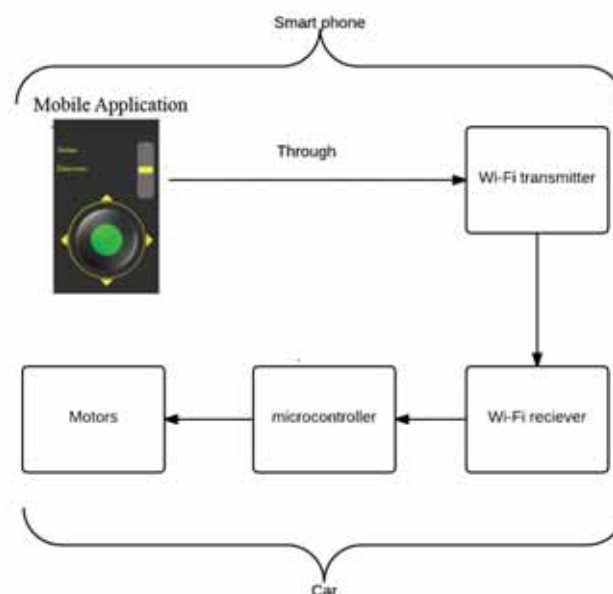 Smart phone
Mobile Application
Through
Wi-Fi transmitter
Motors
microcontroller
Wi-Fi reciever
Car